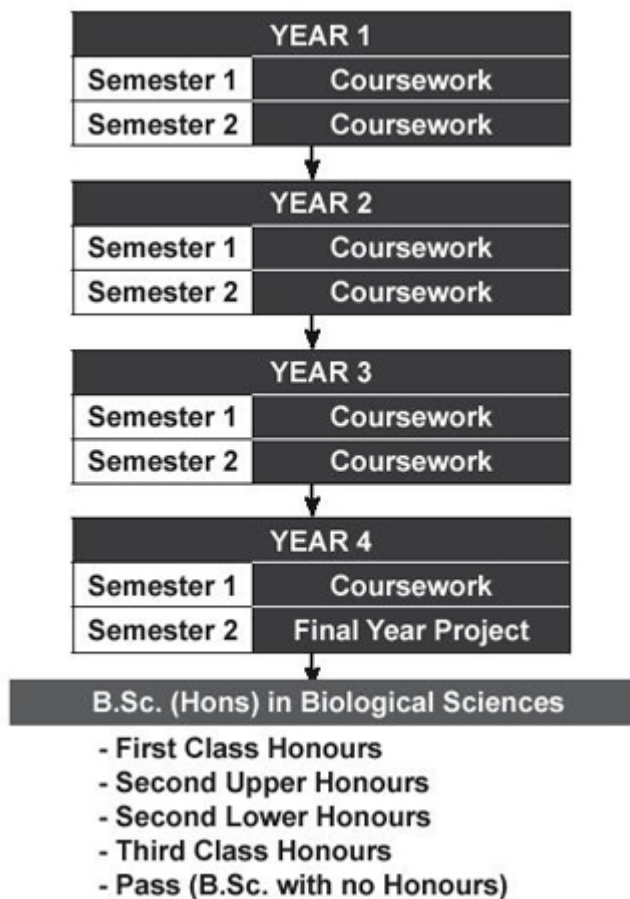 YEAR 1
Semester 1 Coursework
Semester 2 Coursework
YEAR 2
Semester 1 Coursework
Semester 2 Coursework
YEAR 3
Semester 1 Coursework
Semester 2 Coursework
YEAR 4
Semester 1 Coursework
Semester 2 Final Year Project
B.Sc. (Hons) in Biological Sciences
- First Class Honours
- Second Upper Honours
- Second Lower Honours
- Third Class Honours
- Pass (B.Sc. with no Honours)